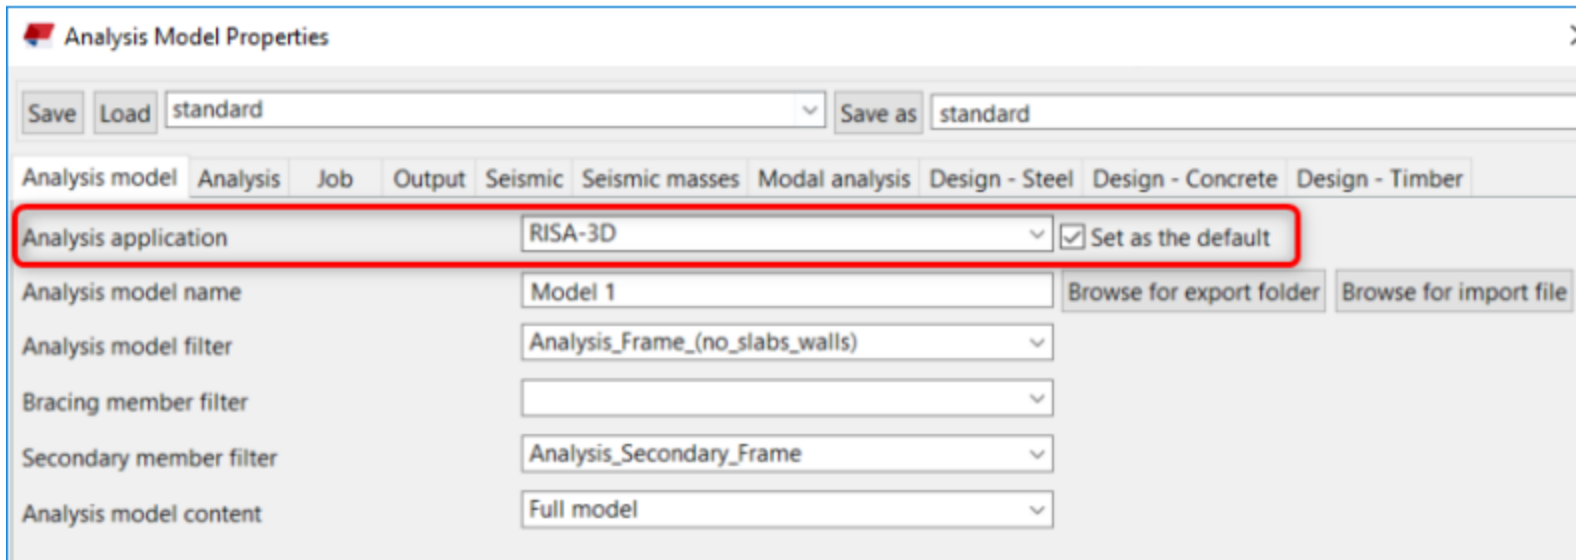 Analysis Model Properties
Save Load standard Save as standard
Analysis model Analysis Job Output Seismic Seismic masses Modal analysis Design - Steel Design - Concrete Design - Timber
Analysis application RISA-3D Set as the default
Analysis model name Model 1 Browse for export folder Browse for import file
Analysis model filter Analysis_Frame_(no_slabs_walls)
Bracing member filter
Secondary member filter Analysis_Secondary_Frame
Analysis model content Full model